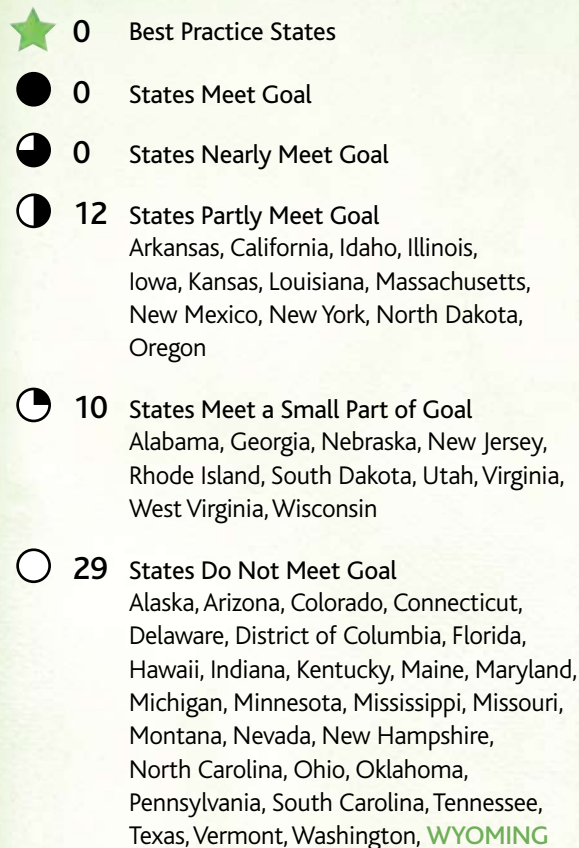 0 Best Practice States
0 States Meet Goal
0 States Nearly Meet Goal
12 States Partly Meet Goal
Arkansas, California, Idaho, Illinois,
Iowa, Kansas, Louisiana, Massachusetts,
New Mexico, New York, North Dakota,
Oregon
10 States Meet a Small Part of Goal
Alabama, Georgia, Nebraska, New Jersey,
Rhode Island, South Dakota, Utah, Virginia,
West Virginia, Wisconsin
29 States Do Not Meet Goal
Alaska, Arizona, Colorado, Connecticut,
Delaware, District of Columbia, Florida,
Hawaii, Indiana, Kentucky, Maine, Maryland,
Michigan, Minnesota, Mississippi, Missouri,
Montana, Nevada, New Hampshire,
North Carolina, Ohio, Oklahoma,
Pennsylvania, South Carolina, Tennessee,
Texas, Vermont, Washington, WYOMING